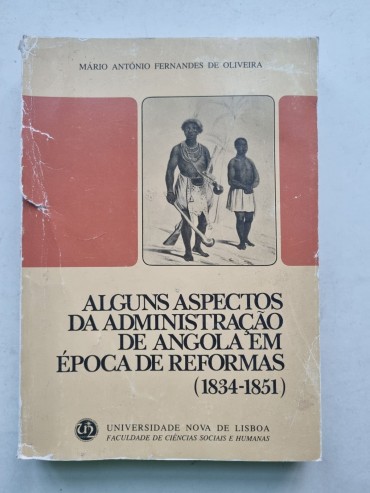 MÁRIO ANTÓNIO FERNANDES DE OLIVEIRA
ALGUNS ASPECTOS
DA ADMINISTRAÇÃO
DE ANGOLA EM
ÉPOCA DE REFORMAS
(1834-1851)
UNIVERSIDADE NOVA DE LISBOA
FACULDADE DE CIÊNCIAS SOCIAIS E HUMANAS